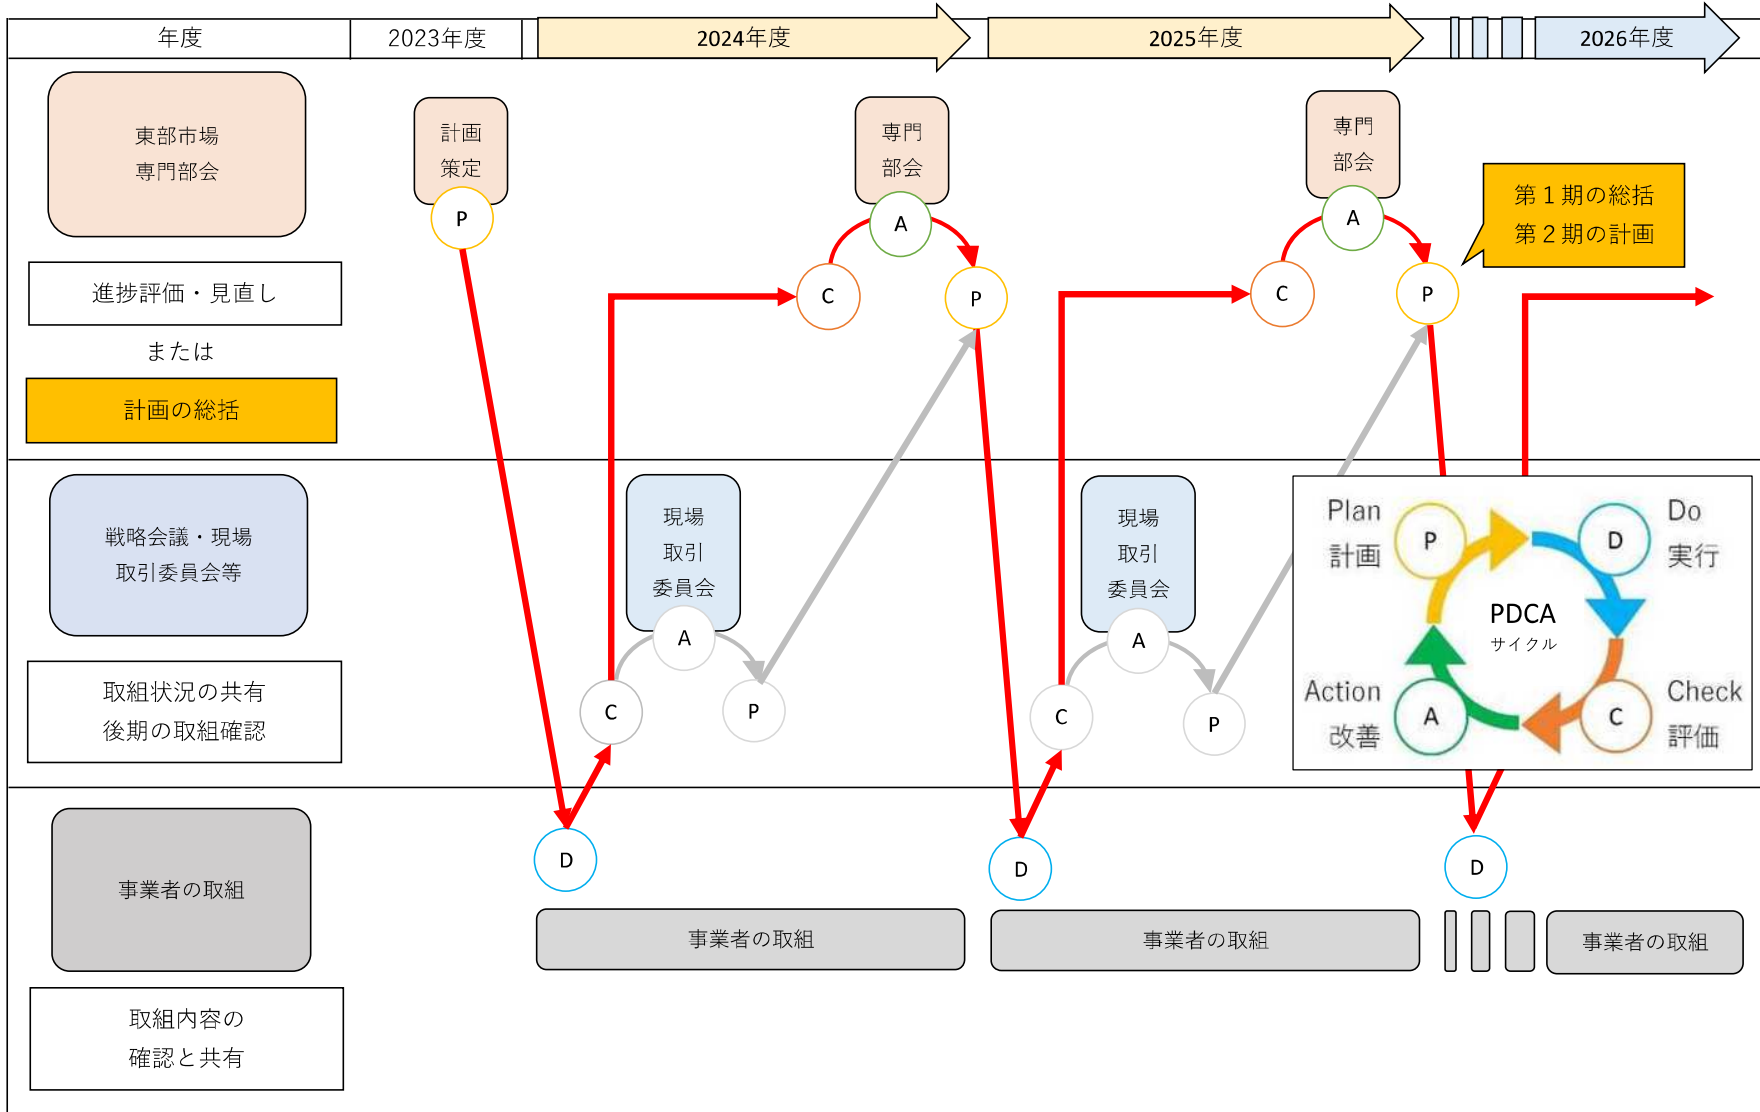 年度
2023年度
2024年度
2025年度
2026年度
東部市場
専門部会
計画
策定
P
専門
部会
A
C
P
専門
部会
A
C
P
第１期の総括
第２期の計画
進捗評価・見直し
または
計画の総括
戦略会議・現場
取引委員会等
現場
取引
委員会
A
C
P
現場
取引
委員会
A
C
P
取組状況の共有
後期の取組確認
Plan
計画
P
D
Do
実行
PDCA
サイクル
Action
改善
A
C
Check
評価
事業者の取組
D
D
D
事業者の取組
事業者の取組
事業者の取組
取組内容の
確認と共有